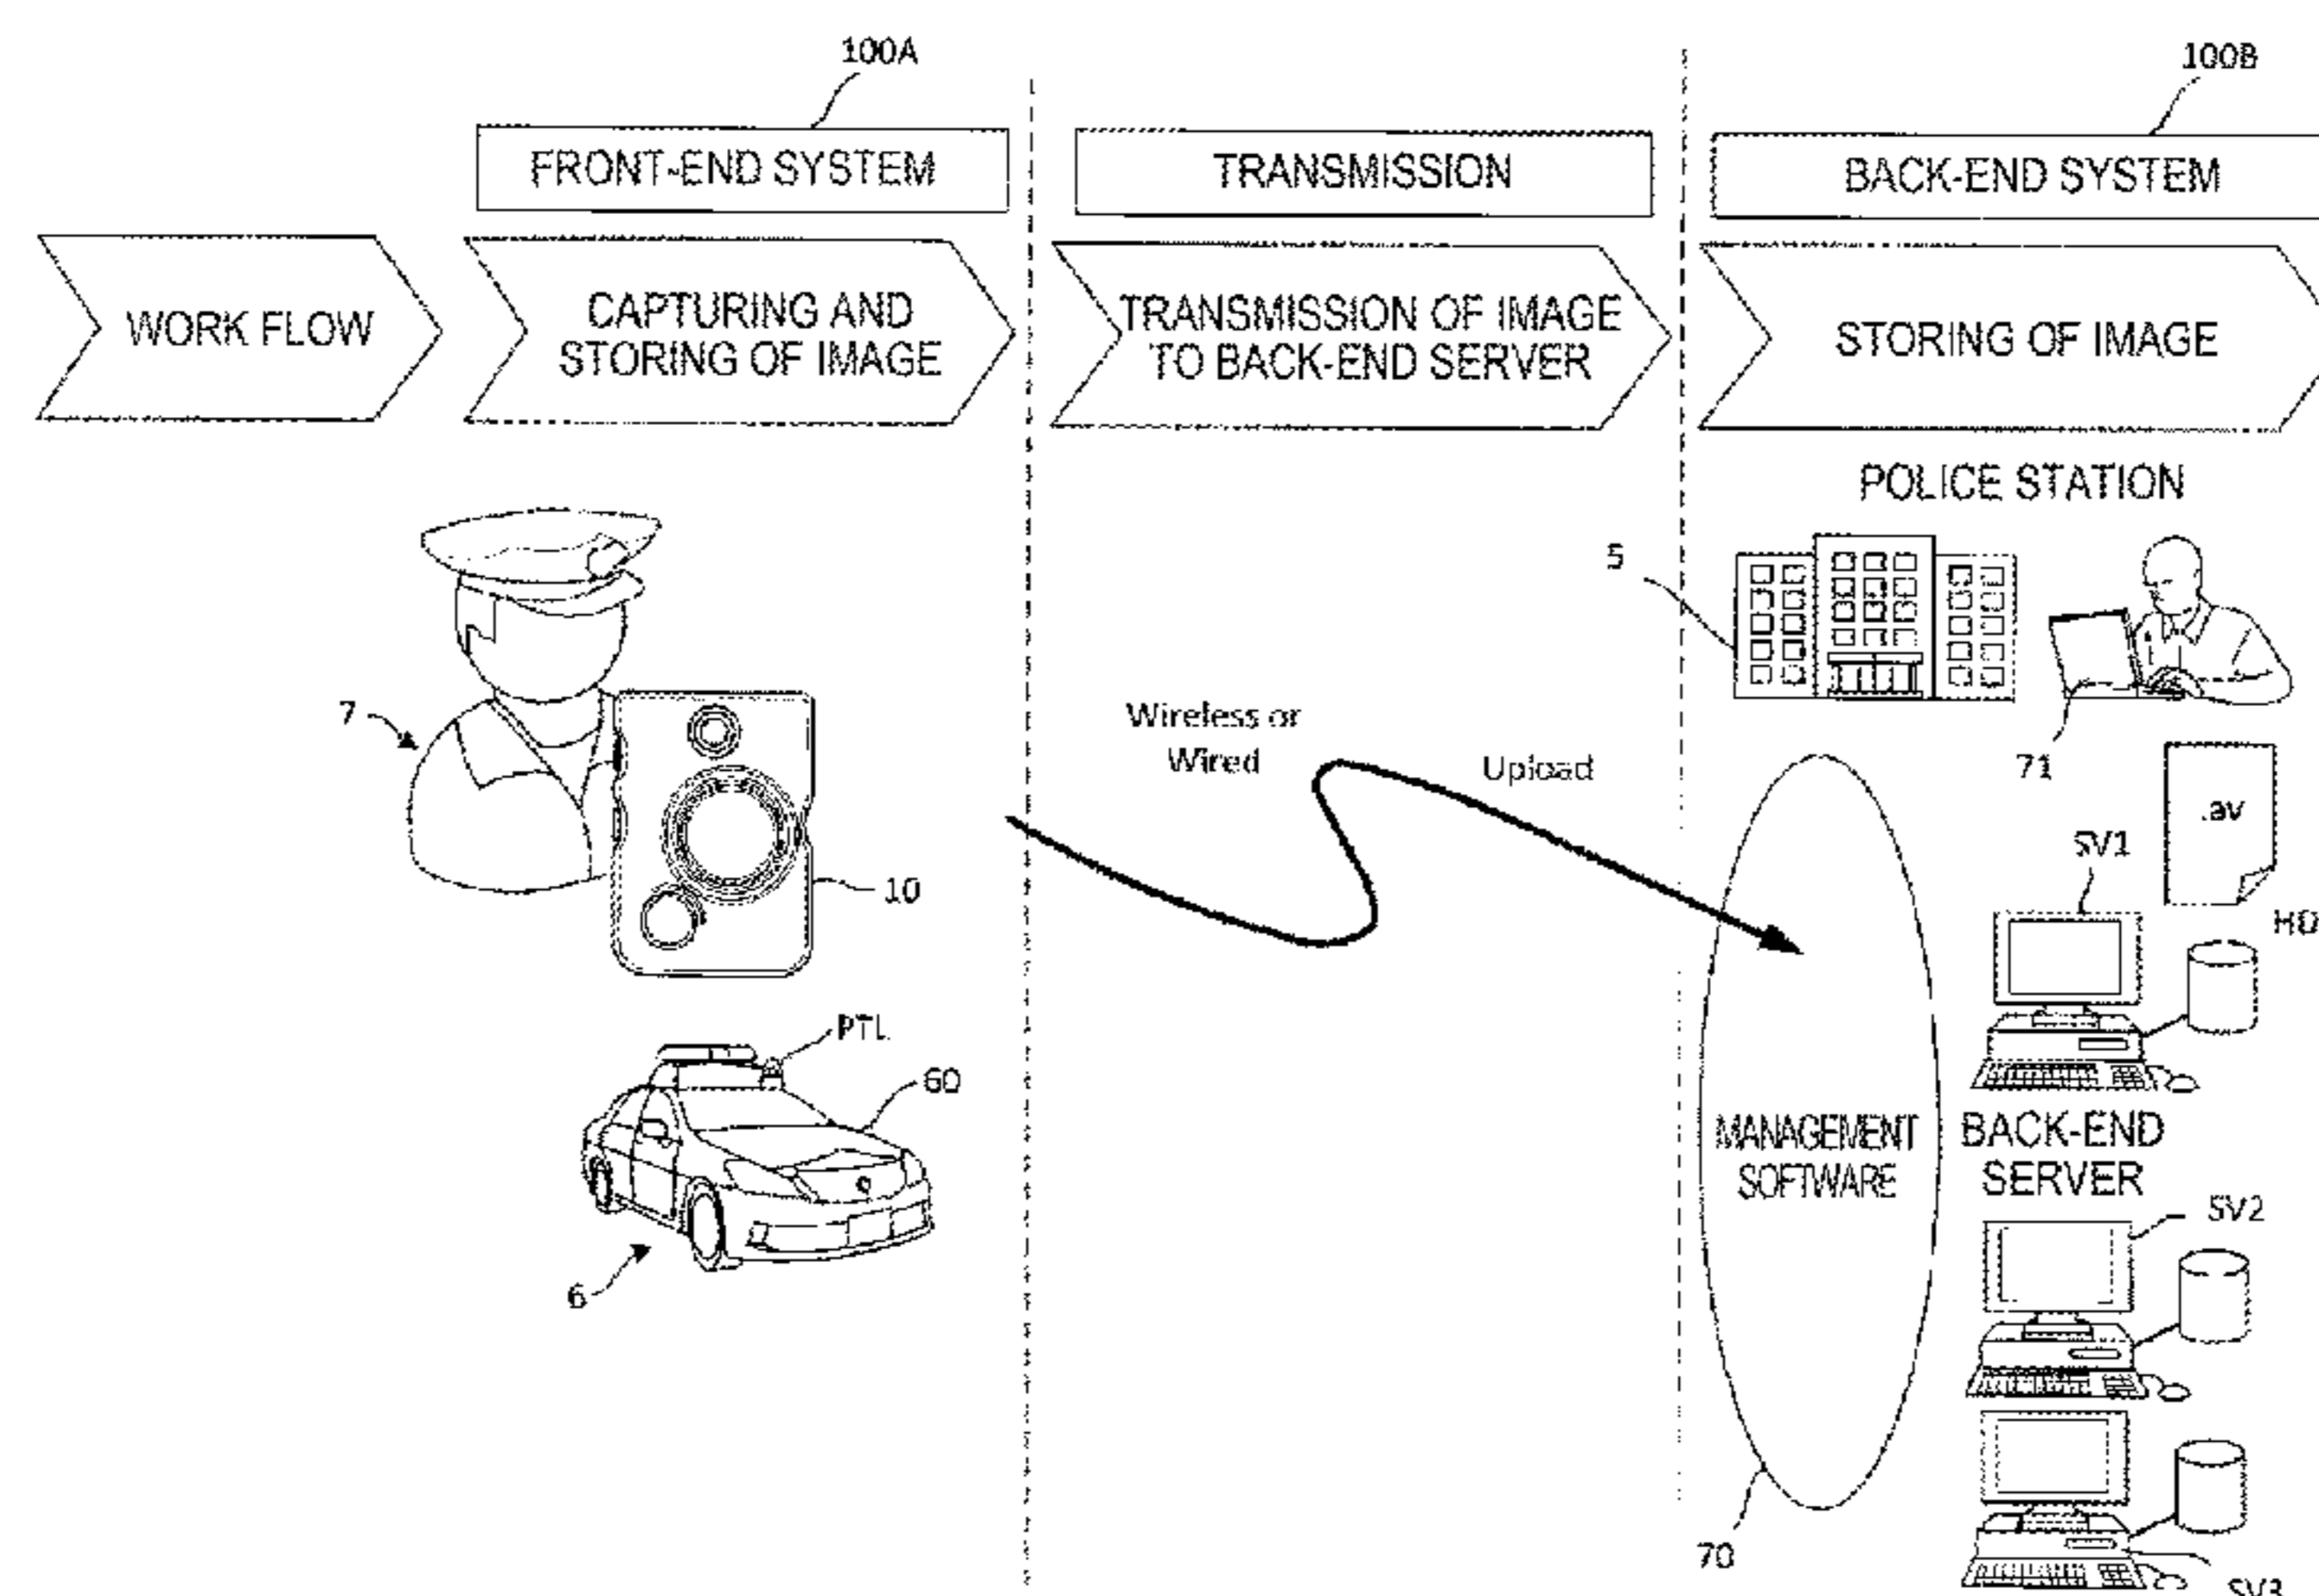 100A
100B
FRONT-END SYSTEM
TRANSMISSION
BACK-END SYSTEM
WORK FLOW
CAPTURING AND
STORING OF IMAGE
TRANSMISSION OF IMAGE
TO BACK-END SERVER
STORING OF IMAGE
POLICE STATION
5
7
Wireless or
Wired
Upload
71
.av
SV1
10
PTL
60
MANAGEMENT
SOFTWARE
BACK-END
SERVER
SV2
6
70